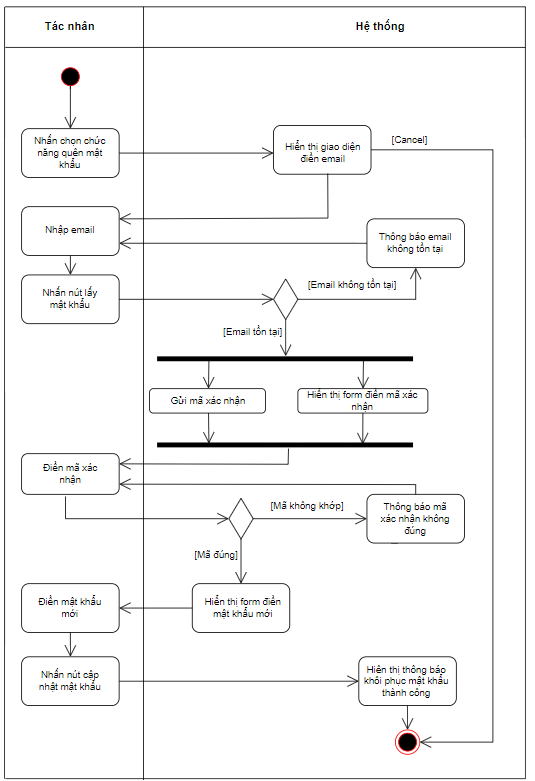 Tác nhân
Hệ thống
Nhấn chọn chức
năng quên mật
khẩu
Hiển thị giao diện
điền email
[Cancel]
Nhập email
Thông báo email
không tồn tại
Nhấn nút lấy
mật khẩu
[Email không tồn tại]
[Email tồn tại]
Gửi mã xác nhận
Hiển thị form điền mã xác
nhận
Điền mã xác
nhận
[Mã không khớp]
Thông báo mã
xác nhận không
đúng
[Mã đúng]
Điền mật khẩu
mới
Hiển thị form điền
mật khẩu mới
Nhấn nút cập
nhật mật khẩu
Hiển thị thông báo
khôi phục mật khẩu
thành công